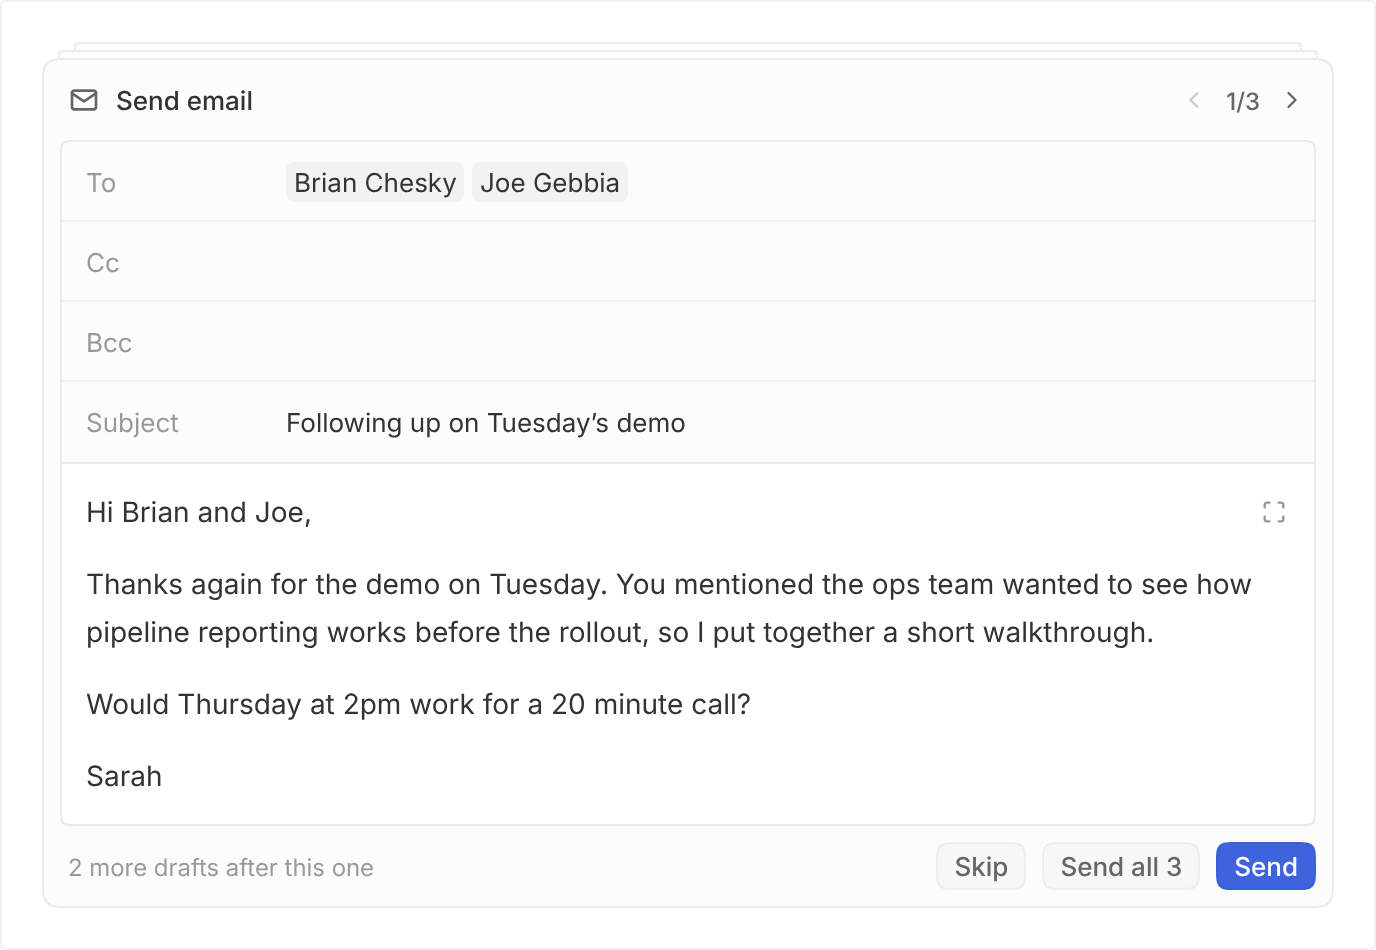 Send email
1/3
To Brian Chesky Joe Gebbia
Cc
Bcc
Subject Following up on Tuesday’s demo
Hi Brian and Joe,
Thanks again for the demo on Tuesday. You mentioned the ops team wanted to see how
pipeline reporting works before the rollout, so I put together a short walkthrough.
Would Thursday at 2pm work for a 20 minute call?
Sarah
2 more drafts after this one
Skip
Send all 3
Send